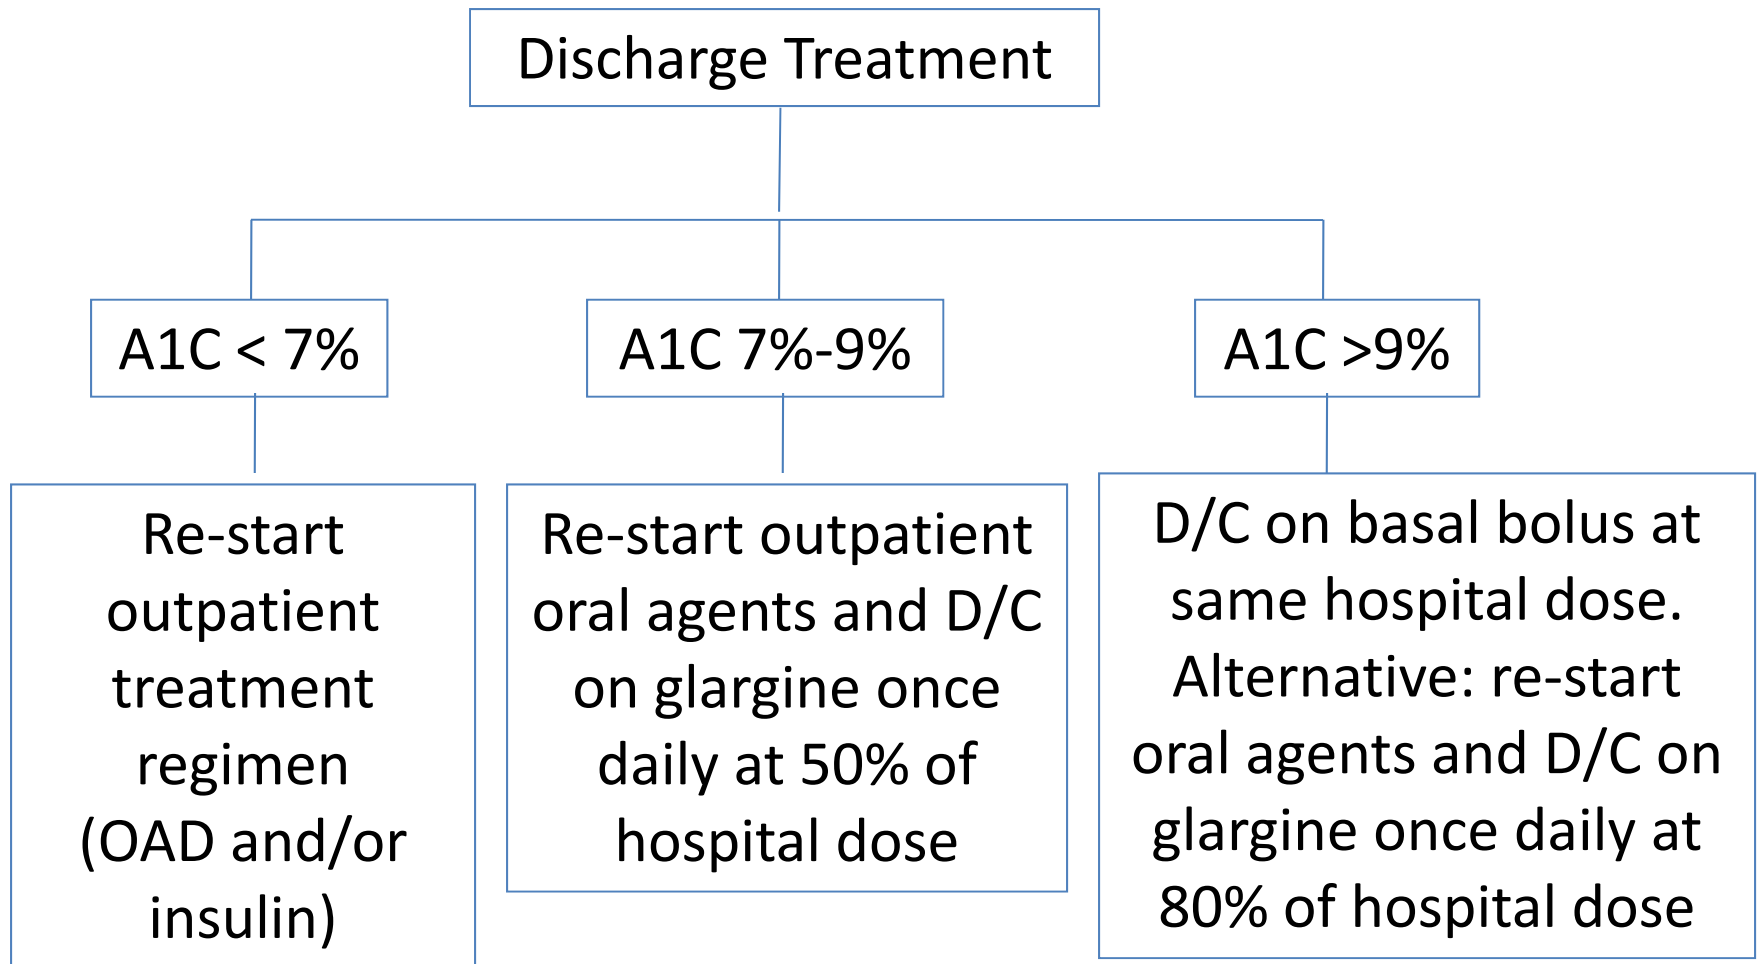 Discharge Treatment
A1C < 7%
A1C 7%-9%
A1C >9%
Re-start
outpatient
treatment
regimen
(OAD and/or
insulin)
Re-start outpatient
oral agents and D/C
on glargine once
daily at 50% of
hospital dose
D/C on basal bolus at
same hospital dose.
Alternative: re-start
oral agents and D/C on
glargine once daily at
80% of hospital dose